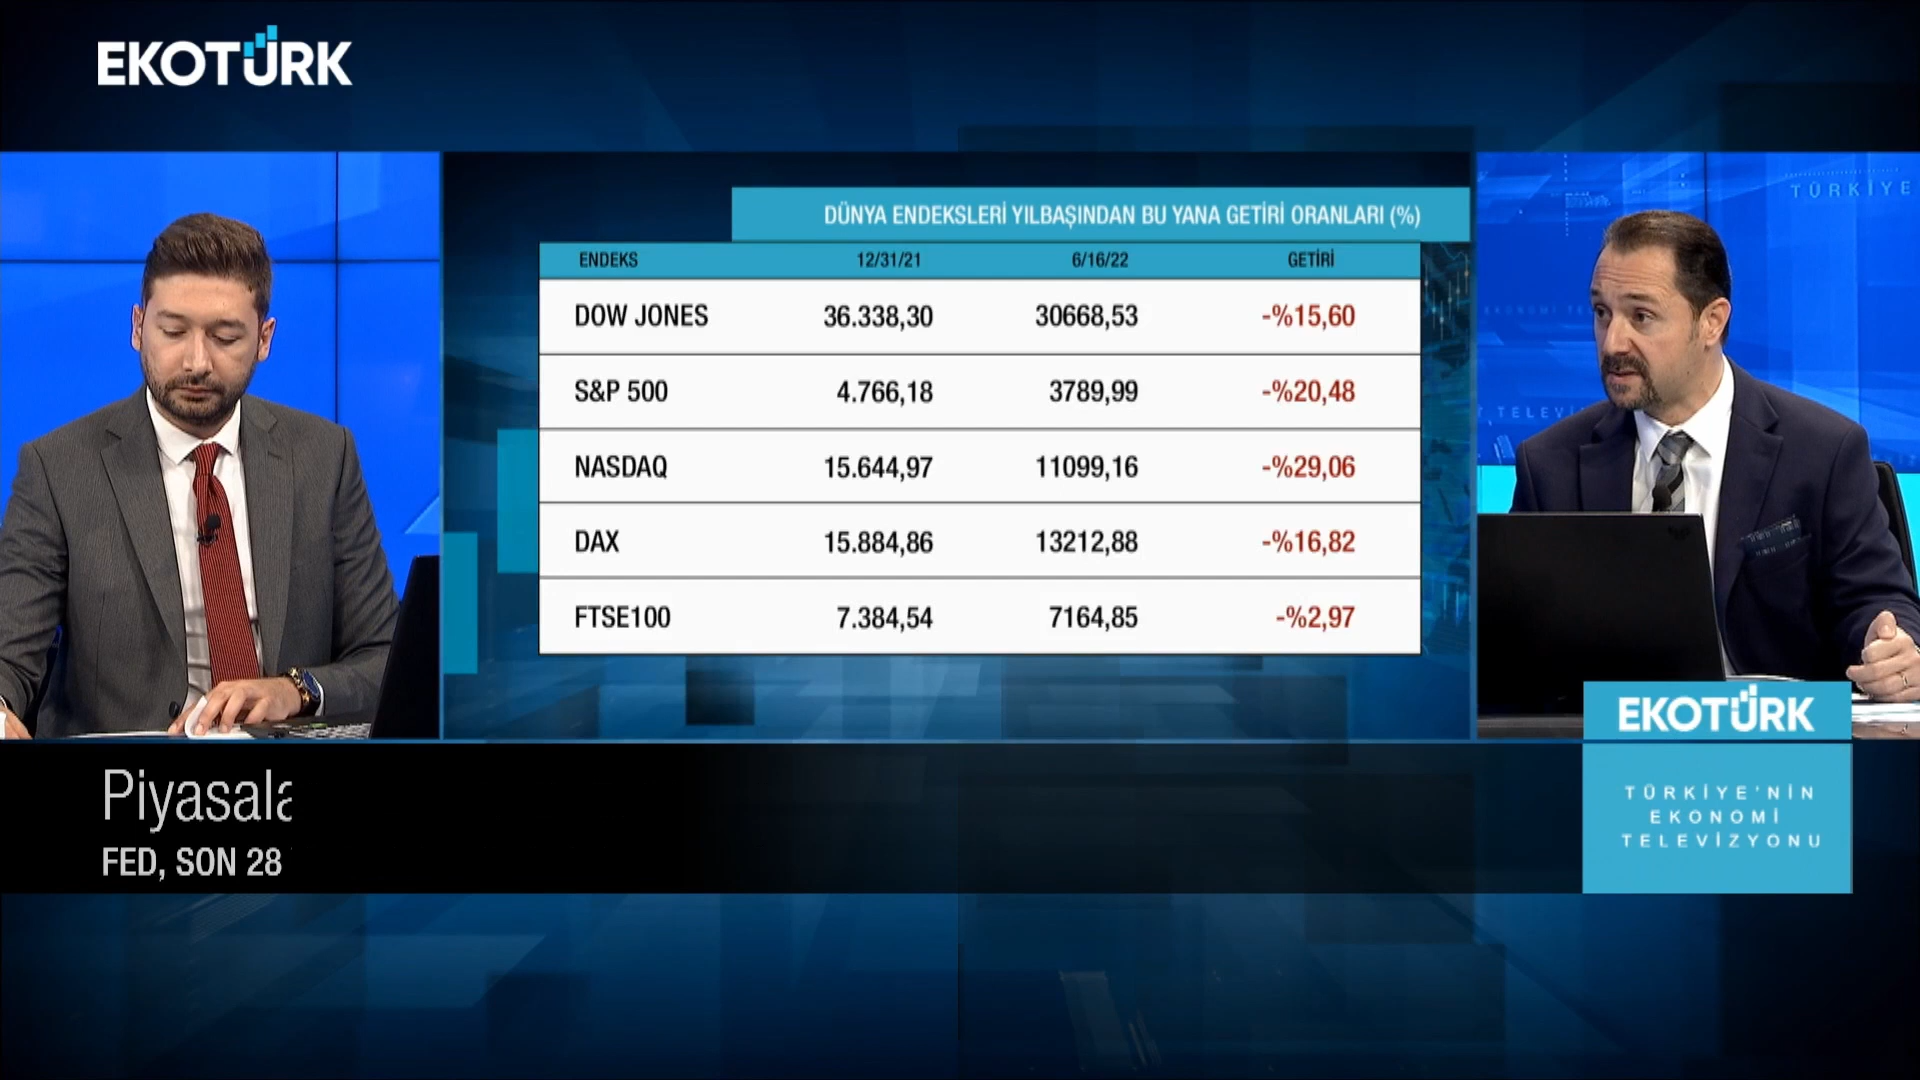 EKOTÜRK
DÜNYA ENDEKSLERİ YILBAŞINDAN BU YANA GETİRİ ORANLARI (%)
ENDEKS 12/31/21 6/16/22 GETİRİ
DOW JONES 36.338,30 30668,53 -%15,60
S&P 500 4.766,18 3789,99 -%20,48
NASDAQ 15.644,97 11099,16 -%29,06
DAX 15.884,86 13212,88 -%16,82
FTSE100 7.384,54 7164,85 -%2,97
TÜRKİYE
TELEVİZ
EKOTÜRK
TÜRKİYE'NİN
EKONOMİ
TELEVİZYONU
Piyasala
FED, SON 28